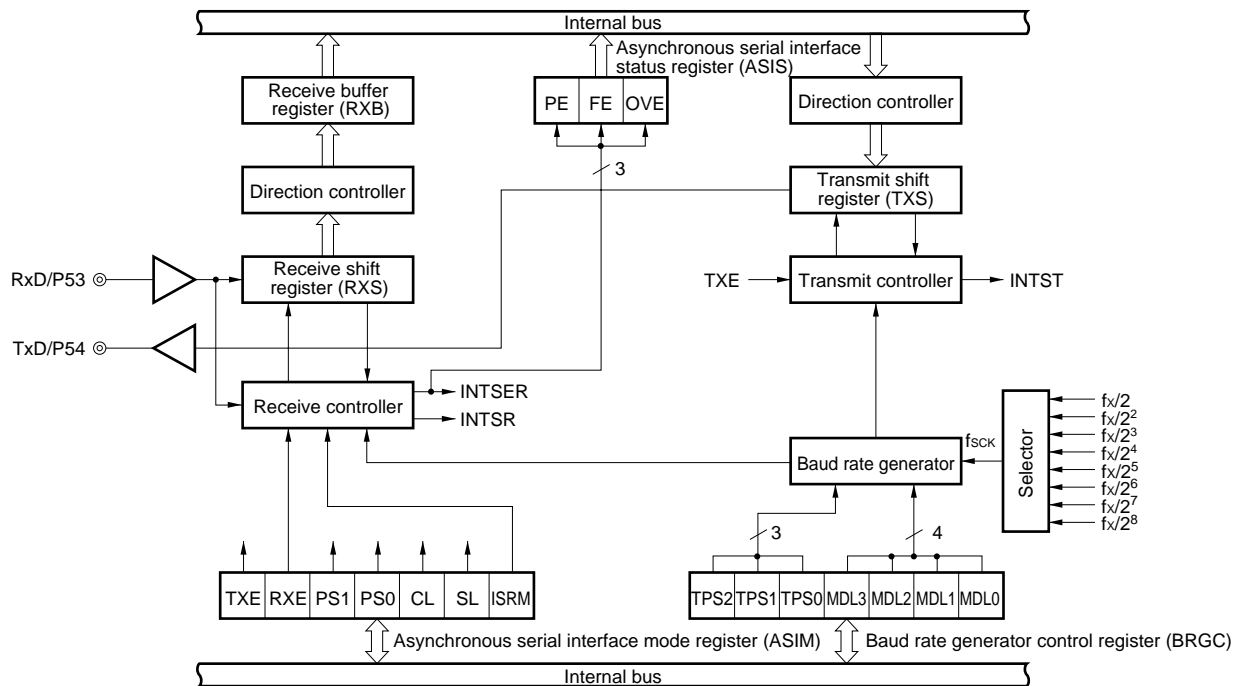 Internal bus
Asynchronous serial interface
status register (ASIS)
Receive buffer
register (RXB)
PE FE OVE
Direction controller
3
Direction controller
Transmit shift
register (TXS)
RxD/P53
Receive shift
register (RXS)
TXE
Transmit controller
INTST
TxD/P54
Receive controller
INTSER
INTSR
Baud rate generator
fSCK
Selector
fX/2
fX/2²
fX/2³
fX/2⁴
fX/2⁵
fX/2⁶
fX/2⁷
fX/2⁸
3
4
TXE RXE PS1 PS0 CL SL ISRM
TPS2 TPS1 TPS0 MDL3 MDL2 MDL1 MDL0
Asynchronous serial interface mode register (ASIM)
Baud rate generator control register (BRGC)
Internal bus